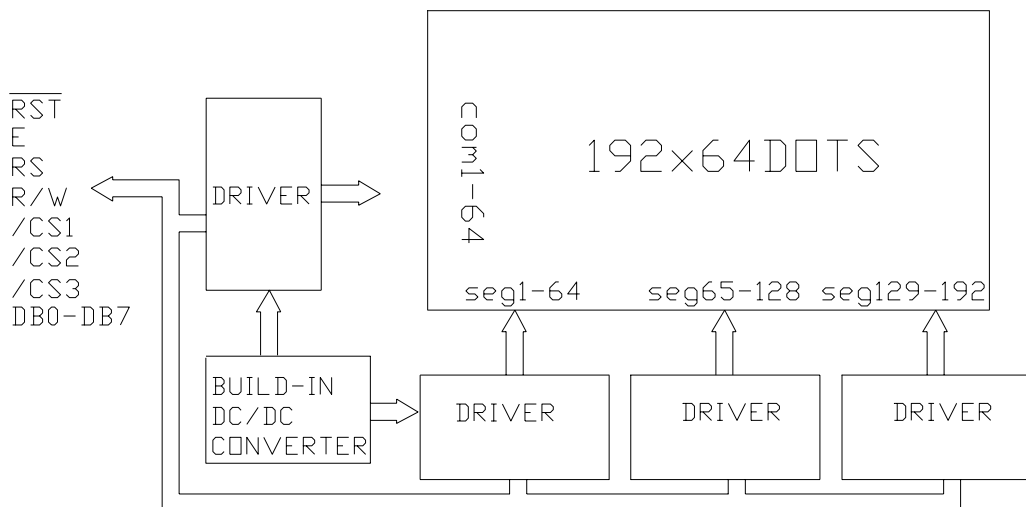 RST
E
RS
R/W
/CS1
/CS2
/CS3
DB0-DB7
DRIVER
com1-64
192x64DOTS
seg1-64
seg65-128
seg129-192
BUILD-IN
DC/DC
CONVERTER
DRIVER
DRIVER
DRIVER